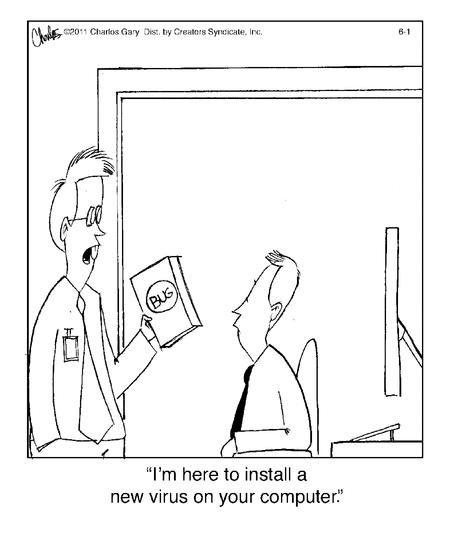 Charlos ©2011 Charlos Gary Dist. by Creators Syndicate, Inc. 6-1
BUG
“I’m here to install a
new virus on your computer.”